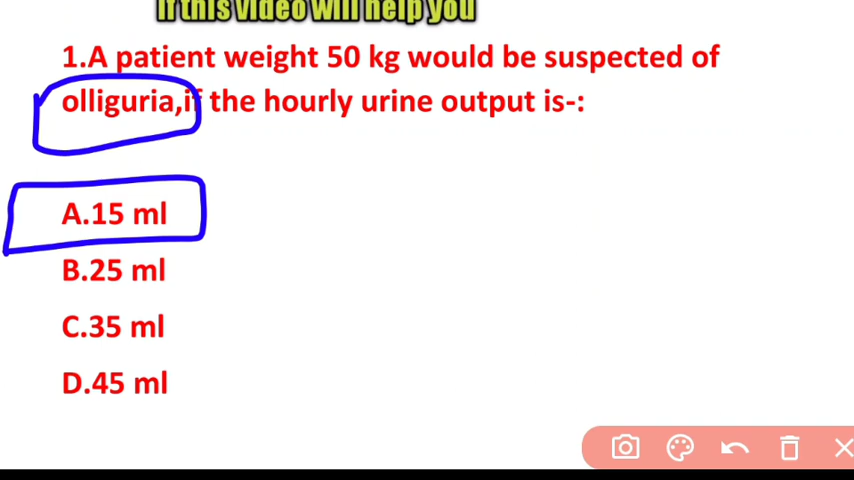 If this video will help you
1.A patient weight 50 kg would be suspected of
olliguria,if the hourly urine output is-:
A.15 ml
B.25 ml
C.35 ml
D.45 ml